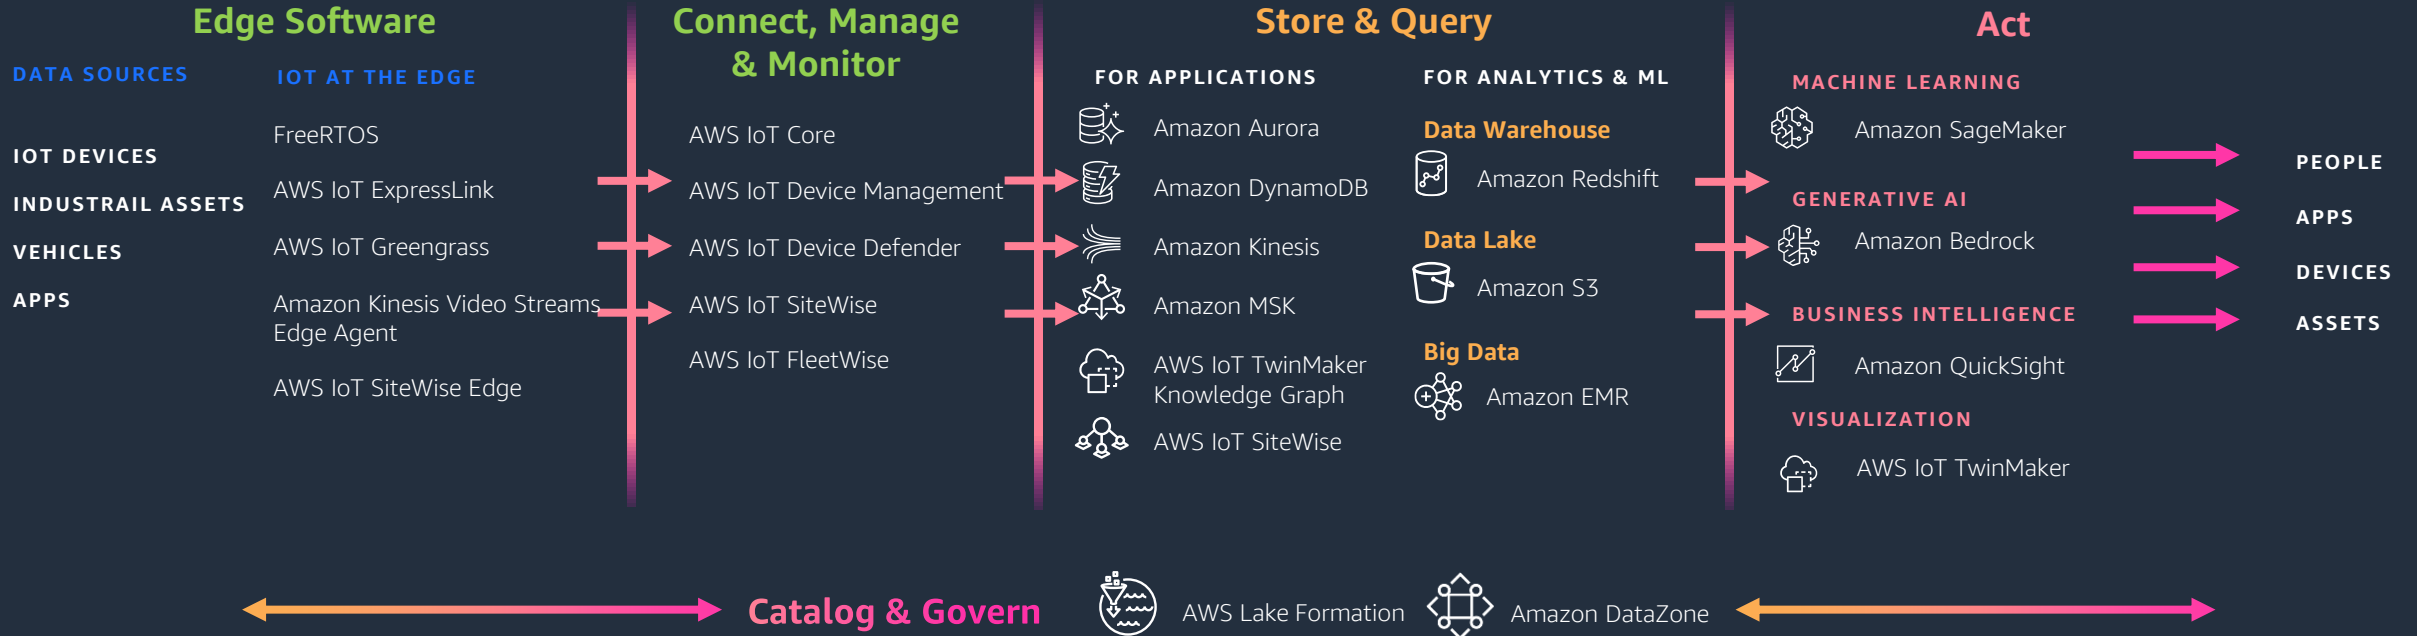 Edge Software
DATA SOURCES
IOT DEVICES
INDUSTRAIL ASSETS
VEHICLES
APPS
IOT AT THE EDGE
FreeRTOS
AWS IoT ExpressLink
AWS IoT Greengrass
Amazon Kinesis Video Streams
Edge Agent
AWS IoT SiteWise Edge
Connect, Manage
& Monitor
AWS IoT Core
AWS IoT Device Management
AWS IoT Device Defender
AWS IoT SiteWise
AWS IoT FleetWise
Store & Query
FOR APPLICATIONS
Amazon Aurora
Amazon DynamoDB
Amazon Kinesis
Amazon MSK
AWS IoT TwinMaker
Knowledge Graph
AWS IoT SiteWise
FOR ANALYTICS & ML
Data Warehouse
Amazon Redshift
Data Lake
Amazon S3
Big Data
Amazon EMR
Act
MACHINE LEARNING
Amazon SageMaker
GENERATIVE AI
Amazon Bedrock
BUSINESS INTELLIGENCE
Amazon QuickSight
VISUALIZATION
AWS IoT TwinMaker
PEOPLE
APPS
DEVICES
ASSETS
Catalog & Govern
AWS Lake Formation
Amazon DataZone